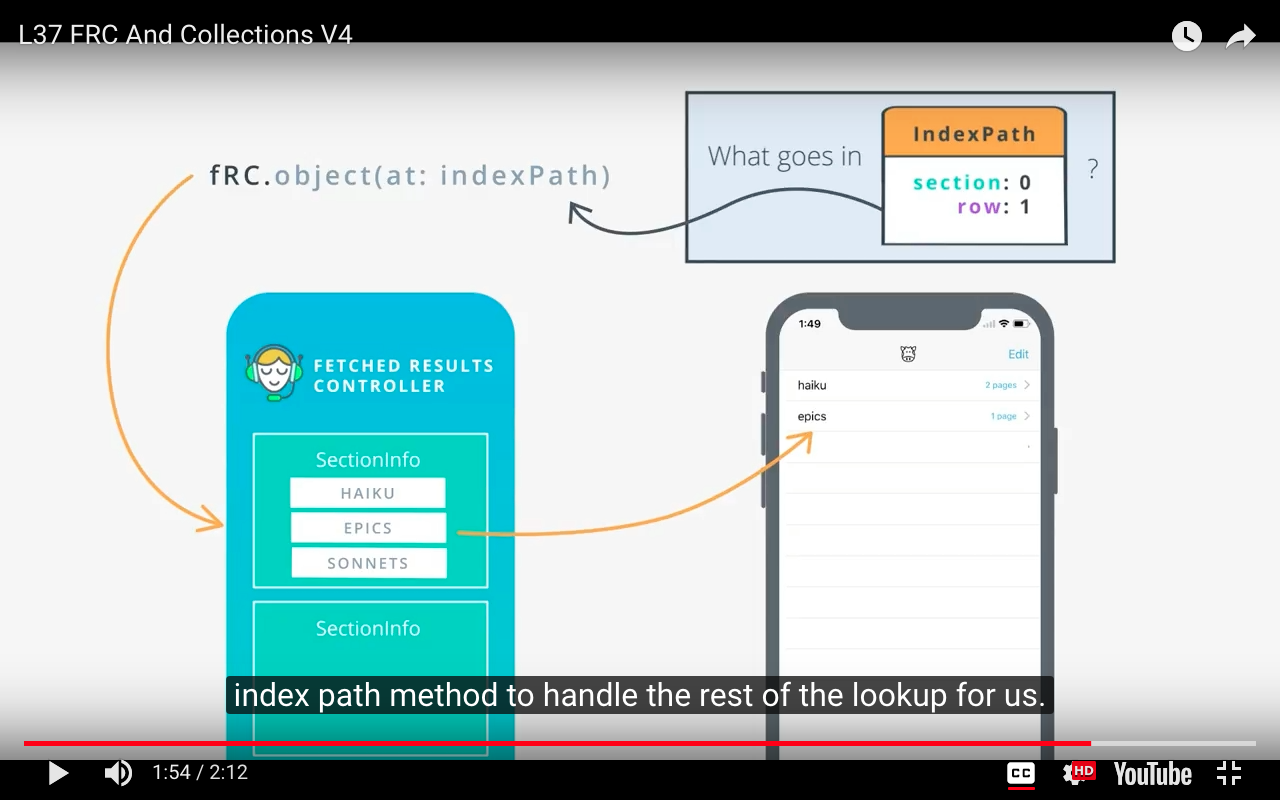 L37 FRC And Collections V4
fRC.object(at: indexPath)
What goes in
IndexPath
section: 0
row: 1
?
FETCHED RESULTS
CONTROLLER
SectionInfo
HAIKU
EPICS
SONNETS
SectionInfo
1:49
Edit
haiku 2 pages
epics 1 page
index path method to handle the rest of the lookup for us.
1:54 / 2:12
CC
HD
YouTube